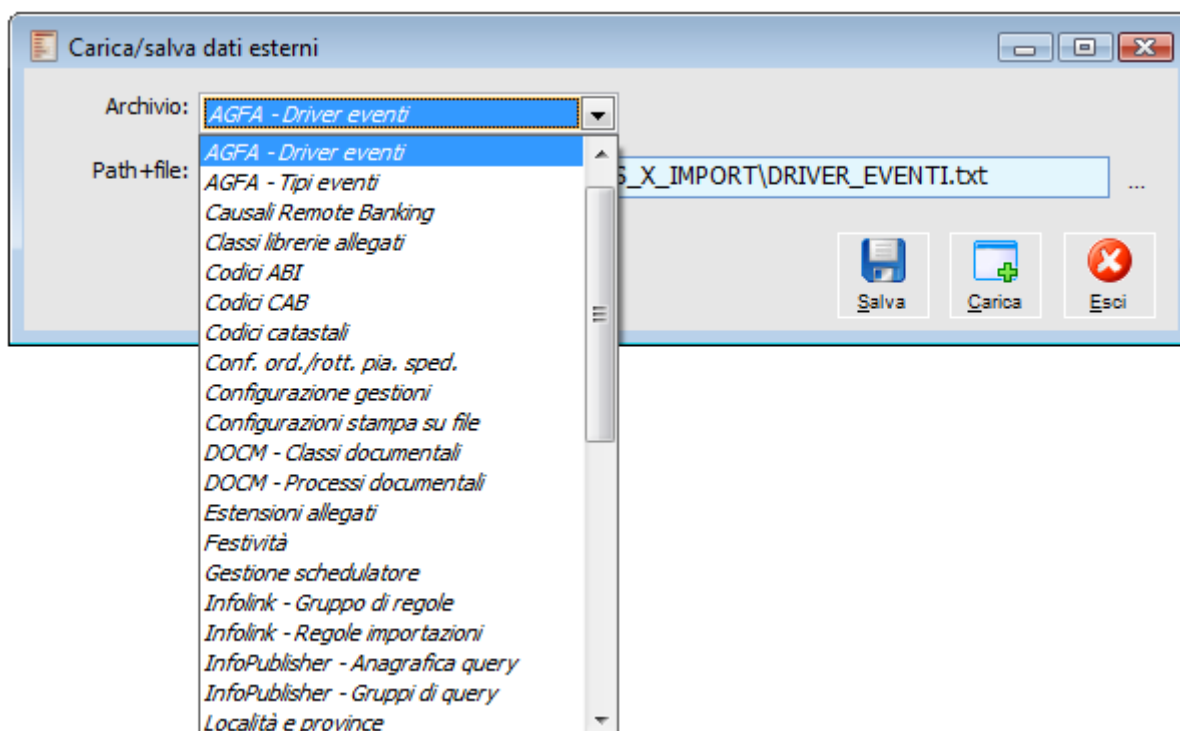 Carica/salva dati esterni
Archivio: AGFA - Driver eventi
Path+file: S_X_IMPORT\DRIVER_EVENTI.txt ...
AGFA - Driver eventi
AGFA - Tipi eventi
Causali Remote Banking
Classi librerie allegati
Codici ABI
Codici CAB
Codici catastali
Conf. ord./rott. pia. sped.
Configurazione gestioni
Configurazioni stampa su file
DOCM - Classi documentali
DOCM - Processi documentali
Estensioni allegati
Festività
Gestione schedulatore
Infolink - Gruppo di regole
Infolink - Regole importazioni
InfoPublisher - Anagrafica query
InfoPublisher - Gruppi di query
Località e province
Salva Carica Esci